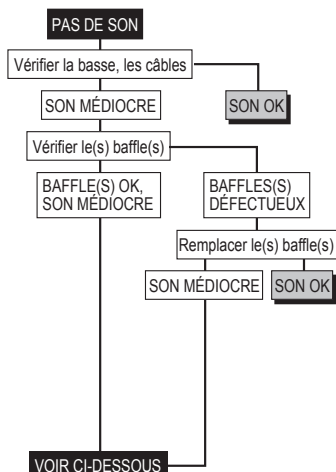 PAS DE SON
Vérifier la basse, les câbles
SON MÉDIOCRE
SON OK
Vérifier le(s) baffle(s)
BAFFLE(S) OK,
SON MÉDIOCRE
BAFFLES(S)
DÉFECTUEUX
Remplacer le(s) baffle(s)
SON MÉDIOCRE
SON OK
VOIR CI-DESSOUS